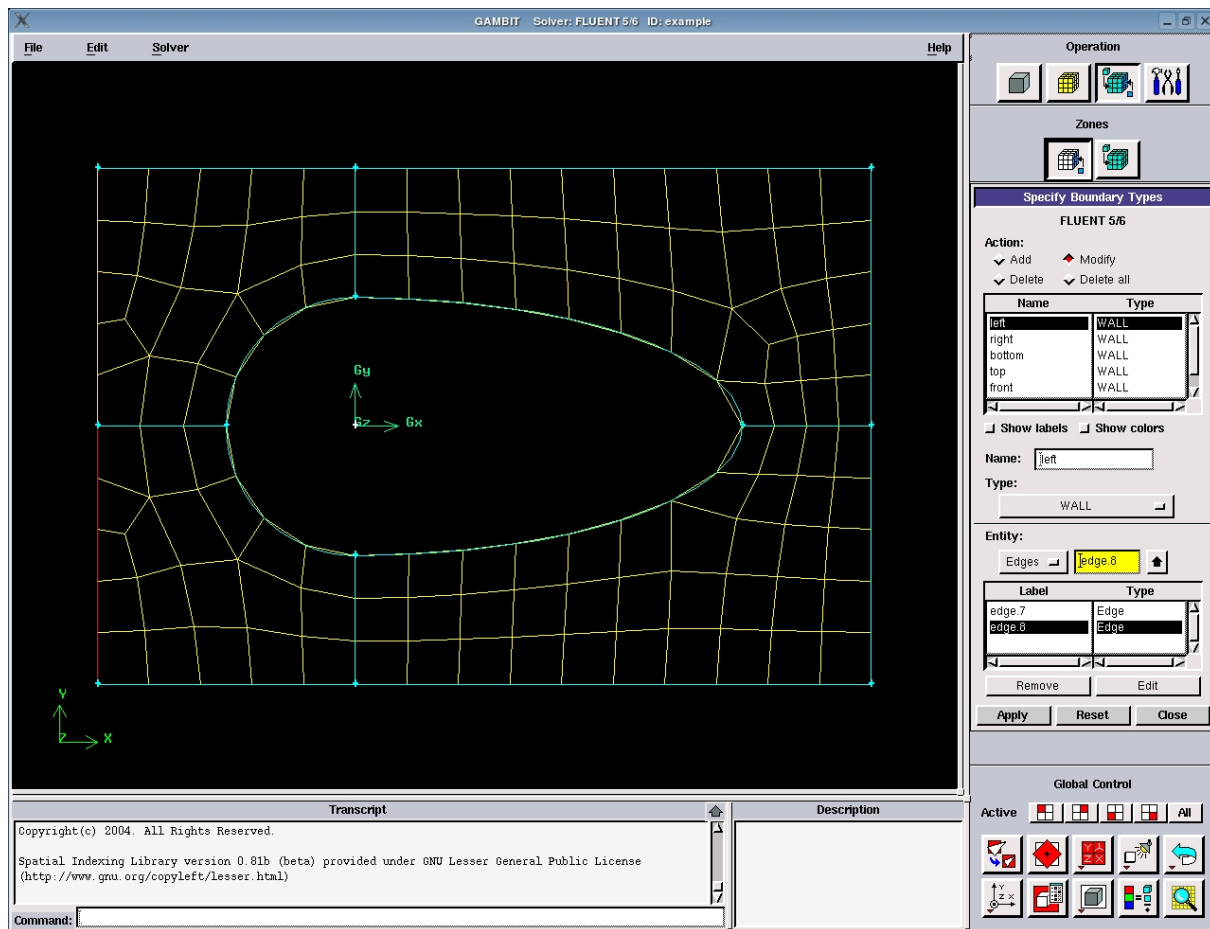 GAMBIT    Solver: FLUENT 5/6   ID: example
File Edit Solver Help
Gy
Gz Gx
Y
Z X
Operation
Zones
Specify Boundary Types
FLUENT 5/6
Action:
Add Modify
Delete Delete all
Name Type
left WALL
right WALL
bottom WALL
top WALL
front WALL
Show labels Show colors
Name: left
Type:
WALL
Entity:
Edges edge.8
Label Type
edge.7 Edge
edge.8 Edge
Remove Edit
Apply Reset Close
Transcript
Copyright(c) 2004. All Rights Reserved.
Spatial Indexing Library version 0.81b (beta) provided under GNU Lesser General Public License
(http://www.gnu.org/copyleft/lesser.html)
Command:
Description
Global Control
Active All